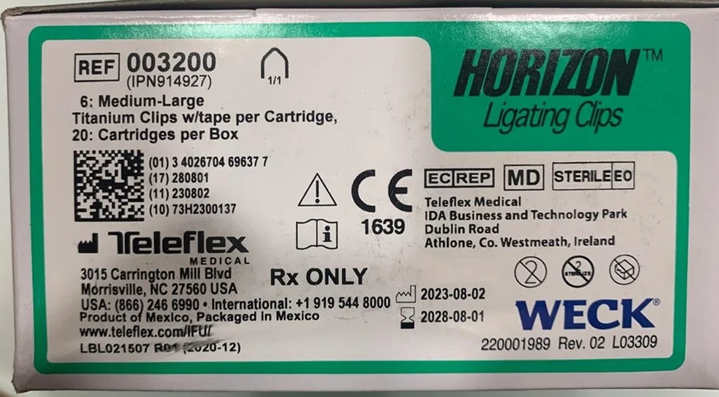 REF 003200
(IPN914927)
1/1
6: Medium-Large
Titanium Clips w/tape per Cartridge,
20: Cartridges per Box
(01) 3 4026704 69637 7
(17) 280801
(11) 230802
(10) 73H2300137
Teleflex
MEDICAL
3015 Carrington Mill Blvd
Morrisville, NC 27560 USA
USA: (866) 246 6990 • International: +1 919 544 8000
Product of Mexico, Packaged in Mexico
www.teleflex.com/IFU/
LBL021507 R01 (2020-12)
Rx ONLY
HORIZON™
Ligating Clips
CE
1639
EC REP MD STERILE EO
Teleflex Medical
IDA Business and Technology Park
Dublin Road
Athlone, Co. Westmeath, Ireland
2023-08-02
2028-08-01
WECK®
220001989 Rev. 02 L03309